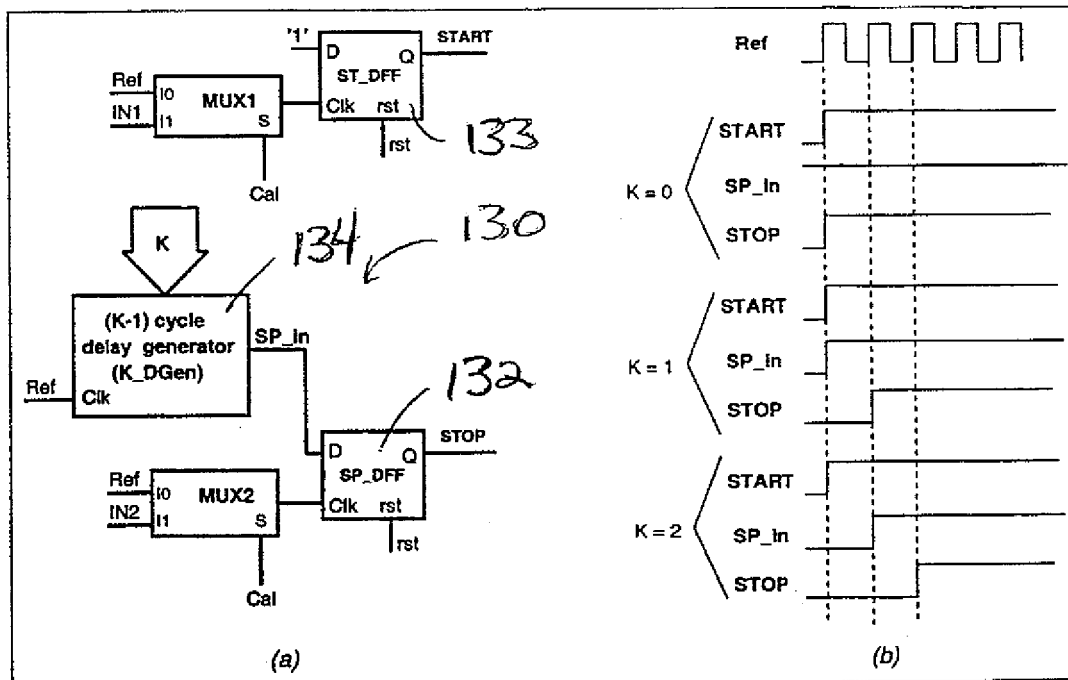 '1'
D
Q
START
ST_DFF
Clk
rst
rst
133
Ref
IN1
I0
I1
MUX1
S
Cal
K
134
130
(K-1) cycle
delay generator
(K_DGen)
Ref
Clk
SP_In
132
D
Q
STOP
SP_DFF
Clk
rst
rst
Ref
IN2
I0
I1
MUX2
S
Cal
(a)
Ref
K = 0
START
SP_In
STOP
K = 1
START
SP_In
STOP
K = 2
START
SP_In
STOP
(b)